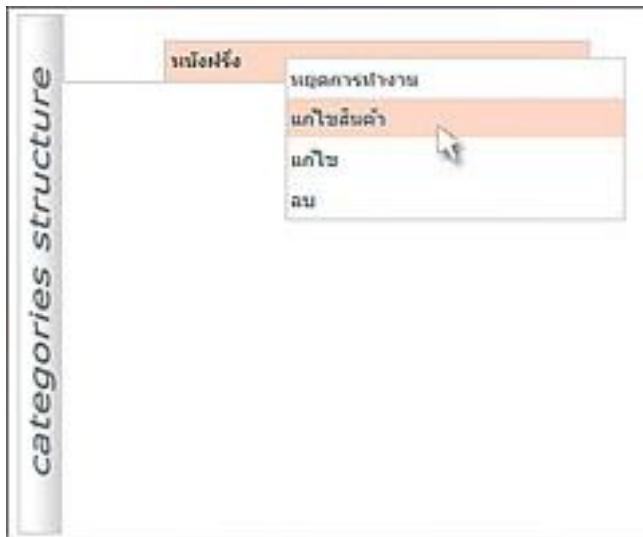 categories structure
หนังฝรั่ง
หยุดการทำงาน
แก้ไขสินค้า
แก้ไข
ลบ